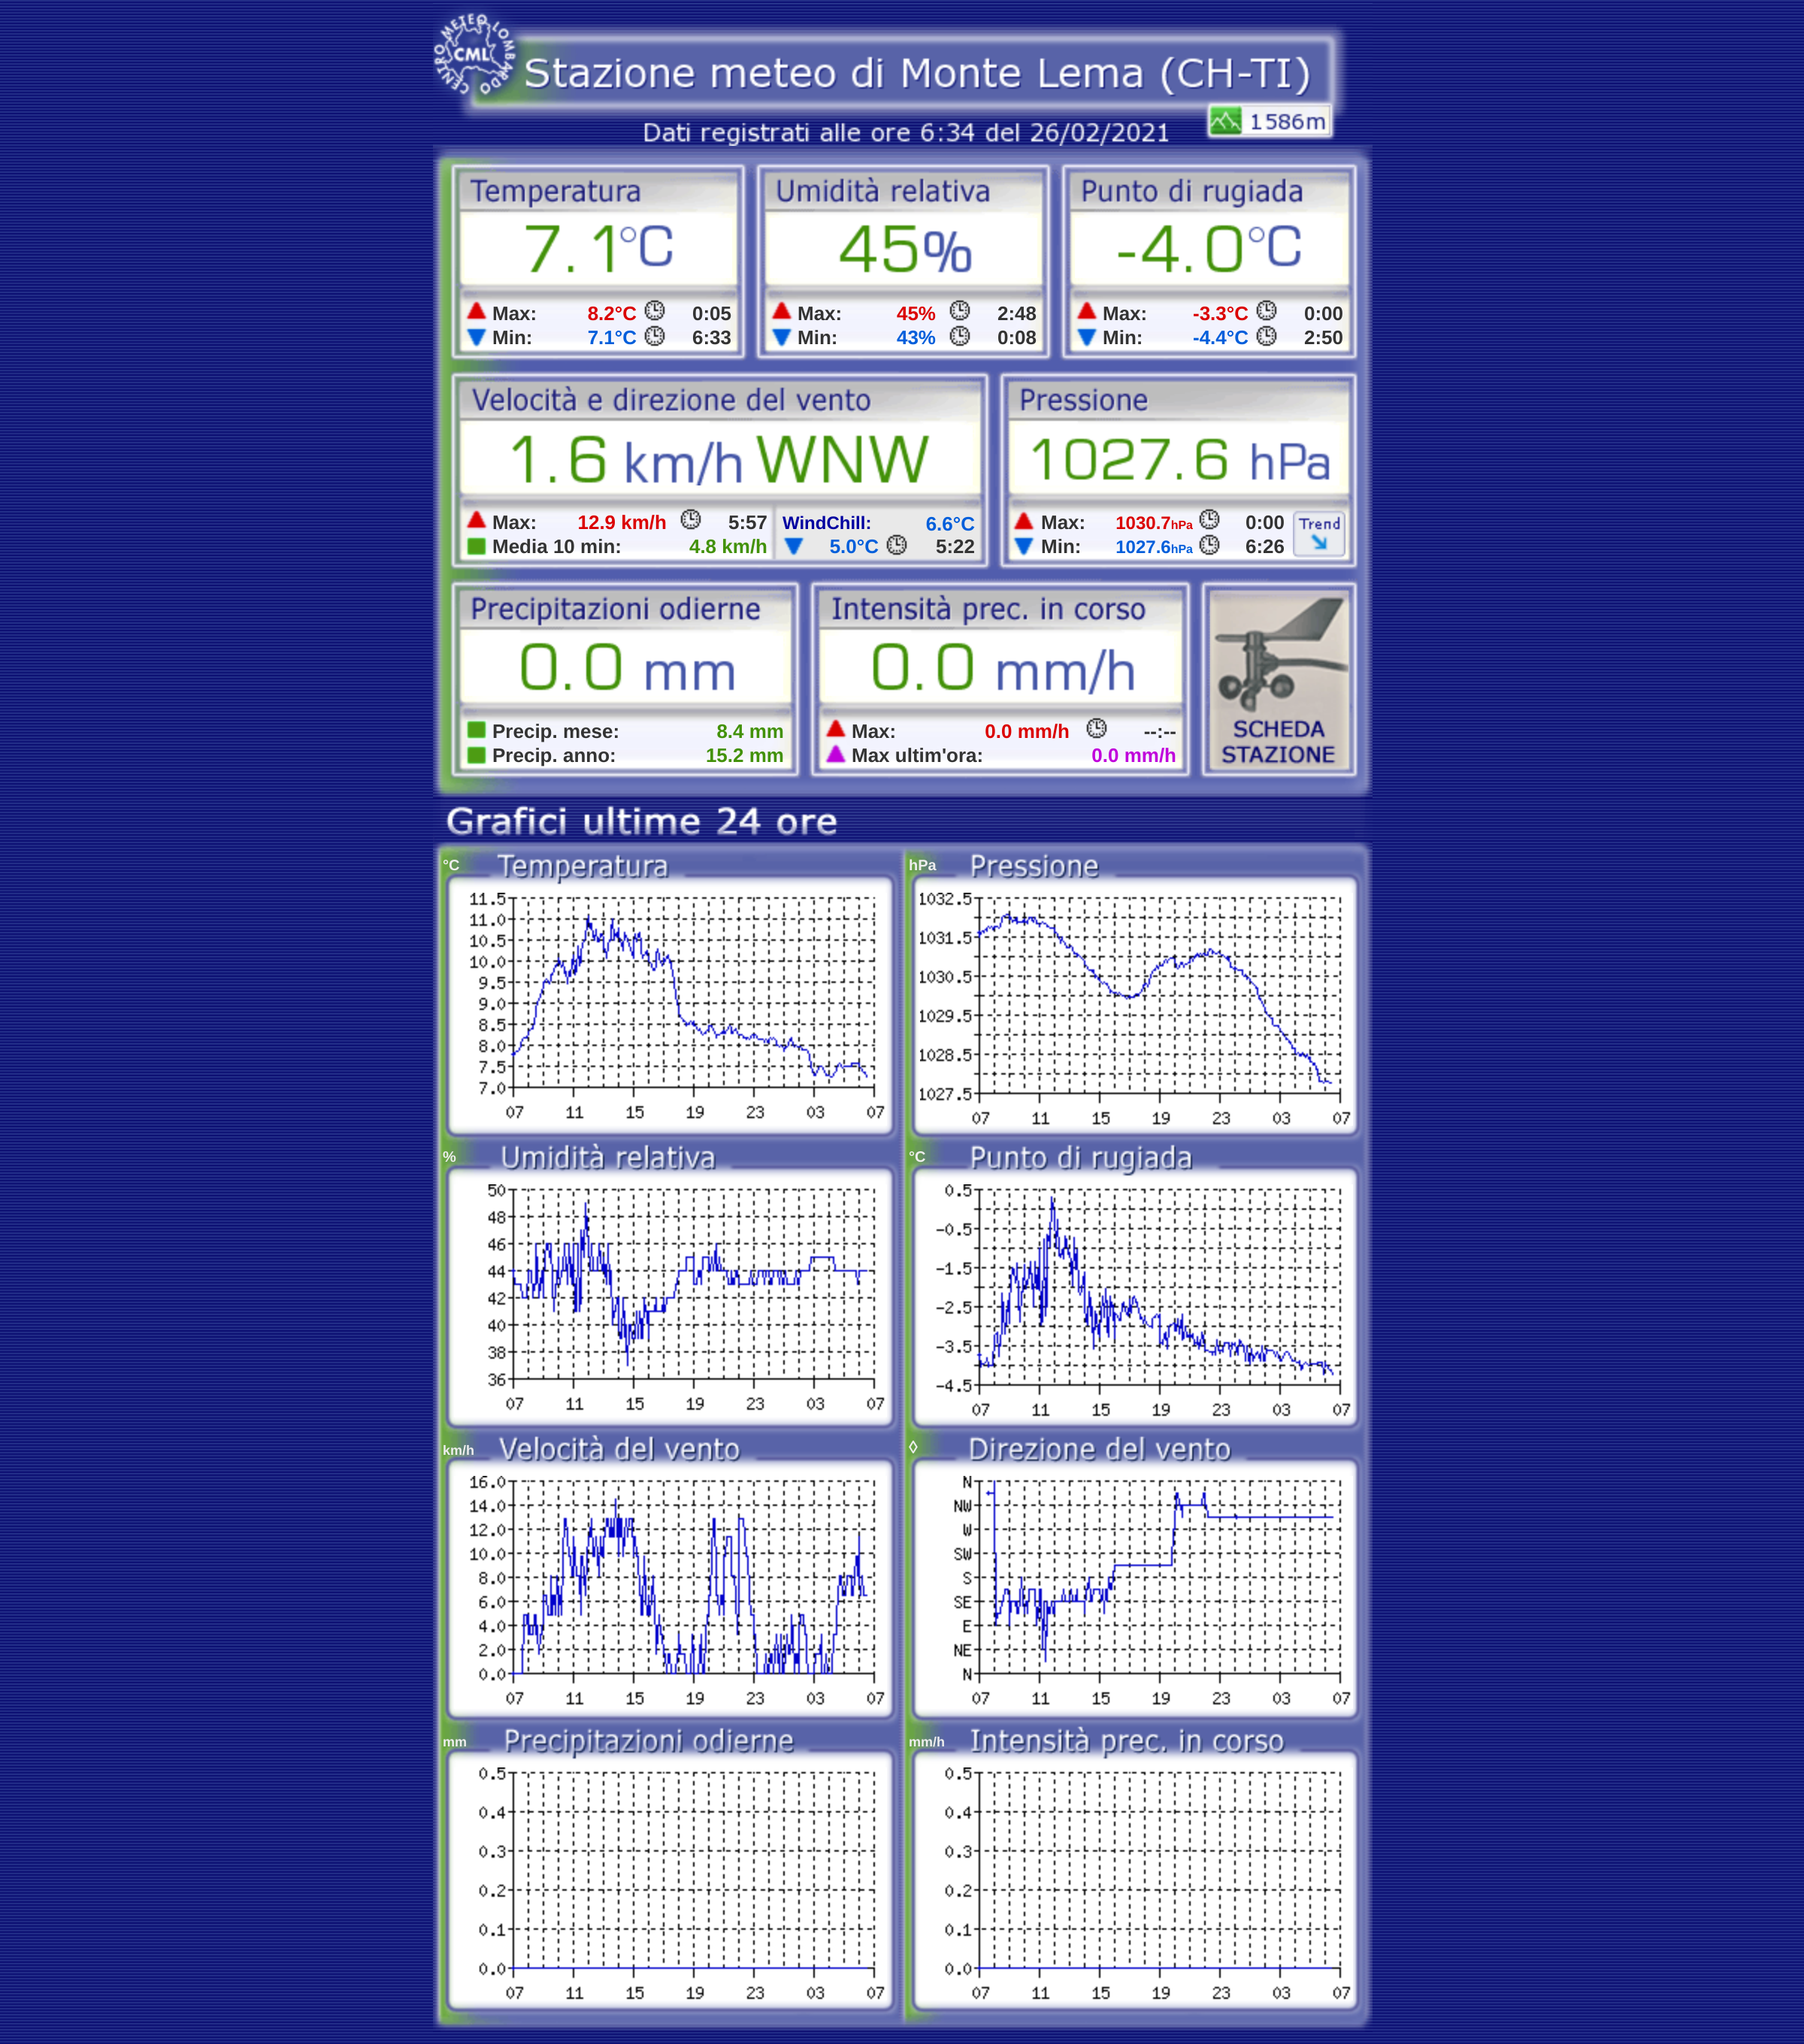 CENTRO METEO LOMBARDO
CML
Stazione meteo di Monte Lema (CH-TI)
Dati registrati alle ore 6:34 del 26/02/2021
1586m
Temperatura
7.1°C
Max: 8.2°C 0:05
Min: 7.1°C 6:33
Umidità relativa
45%
Max: 45% 2:48
Min: 43% 0:08
Punto di rugiada
-4.0°C
Max: -3.3°C 0:00
Min: -4.4°C 2:50
Velocità e direzione del vento
1.6 km/h WNW
Max: 12.9 km/h 5:57
Media 10 min: 4.8 km/h
WindChill: 6.6°C
5.0°C 5:22
Pressione
1027.6 hPa
Max: 1030.7hPa 0:00
Min: 1027.6hPa 6:26
Trend
Precipitazioni odierne
0.0 mm
Precip. mese: 8.4 mm
Precip. anno: 15.2 mm
Intensità prec. in corso
0.0 mm/h
Max: 0.0 mm/h --:--
Max ultim'ora: 0.0 mm/h
SCHEDA
STAZIONE
Grafici ultime 24 ore
°C Temperatura
11.5
11.0
10.5
10.0
9.5
9.0
8.5
8.0
7.5
7.0
07 11 15 19 23 03 07
hPa Pressione
1032.5
1031.5
1030.5
1029.5
1028.5
1027.5
07 11 15 19 23 03 07
% Umidità relativa
50
48
46
44
42
40
38
36
07 11 15 19 23 03 07
°C Punto di rugiada
0.5
-0.5
-1.5
-2.5
-3.5
-4.5
07 11 15 19 23 03 07
km/h Velocità del vento
16.0
14.0
12.0
10.0
8.0
6.0
4.0
2.0
0.0
07 11 15 19 23 03 07
◊ Direzione del vento
N
NW
W
SW
S
SE
E
NE
N
07 11 15 19 23 03 07
mm Precipitazioni odierne
0.5
0.4
0.3
0.2
0.1
0.0
07 11 15 19 23 03 07
mm/h Intensità prec. in corso
0.5
0.4
0.3
0.2
0.1
0.0
07 11 15 19 23 03 07